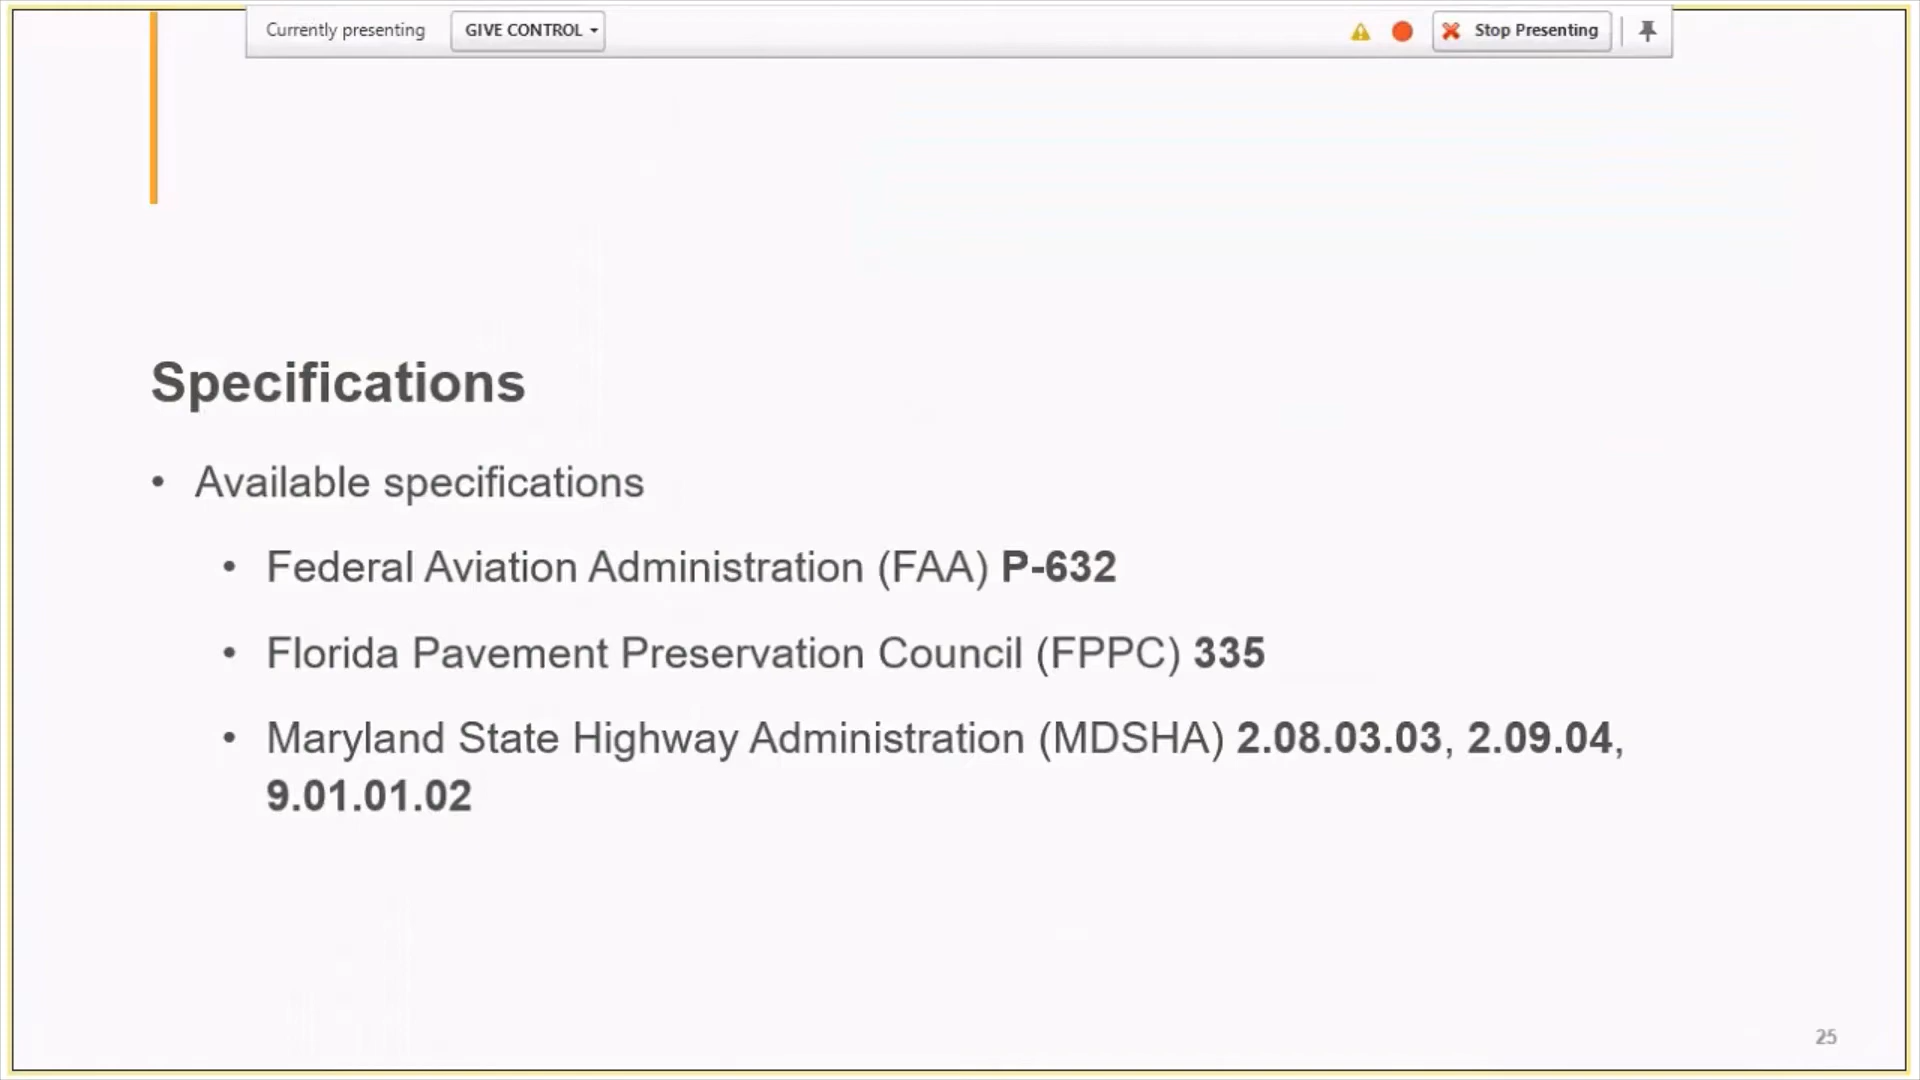 Currently presenting GIVE CONTROL Stop Presenting
Specifications
• Available specifications
• Federal Aviation Administration (FAA) P-632
• Florida Pavement Preservation Council (FPPC) 335
• Maryland State Highway Administration (MDSHA) 2.08.03.03, 2.09.04,
9.01.01.02
25